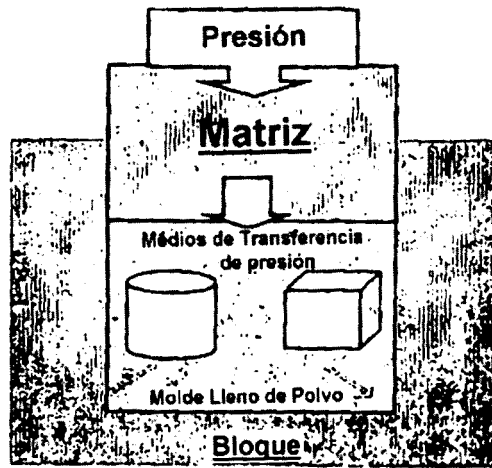 Presión
Matriz
Médios de Transferencia
de presión
Molde Lleno de Polvo
Bloque